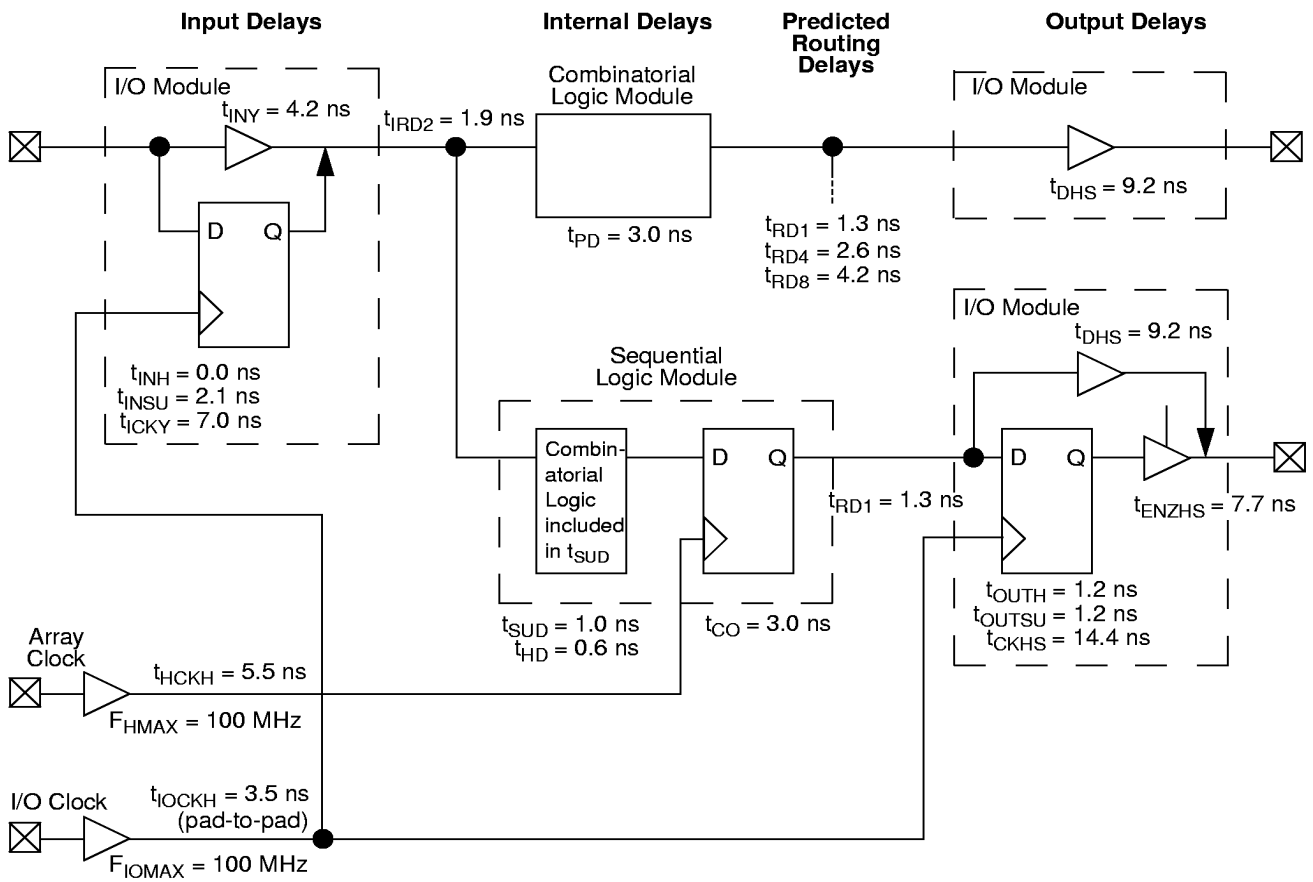 Input Delays
Internal Delays
Predicted
Routing
Delays
Output Delays
I/O Module
tINY = 4.2 ns
D
Q
tINH = 0.0 ns
tINSU = 2.1 ns
tICKY = 7.0 ns
tIRD2 = 1.9 ns
Combinatorial
Logic Module
tPD = 3.0 ns
tRD1 = 1.3 ns
tRD4 = 2.6 ns
tRD8 = 4.2 ns
I/O Module
tDHS = 9.2 ns
Sequential
Logic Module
Combin-
atorial
Logic
included
in tSUD
D
Q
tSUD = 1.0 ns
tHD = 0.6 ns
tCO = 3.0 ns
tRD1 = 1.3 ns
I/O Module
tDHS = 9.2 ns
D
Q
tENZHS = 7.7 ns
tOUTH = 1.2 ns
tOUTSU = 1.2 ns
tCKHS = 14.4 ns
Array
Clock
tHCKH = 5.5 ns
FHMAX = 100 MHz
I/O Clock
tIOCKH = 3.5 ns
(pad-to-pad)
FIOMAX = 100 MHz